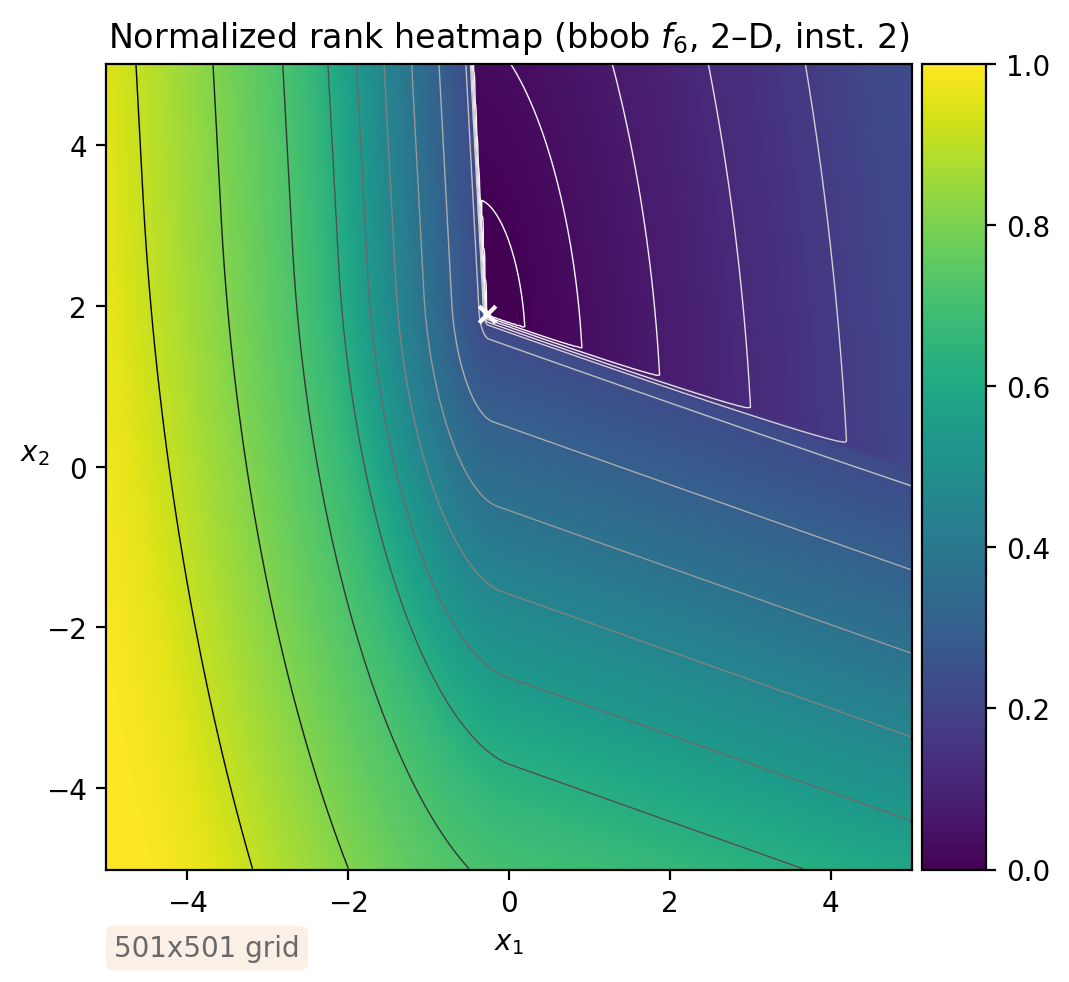 Normalized rank heatmap (bbob f₆, 2–D, inst. 2)
1.0
0.8
0.6
0.4
0.2
0.0
4
2
0
−2
−4
x₂
−4 −2 0 2 4
x₁
501x501 grid